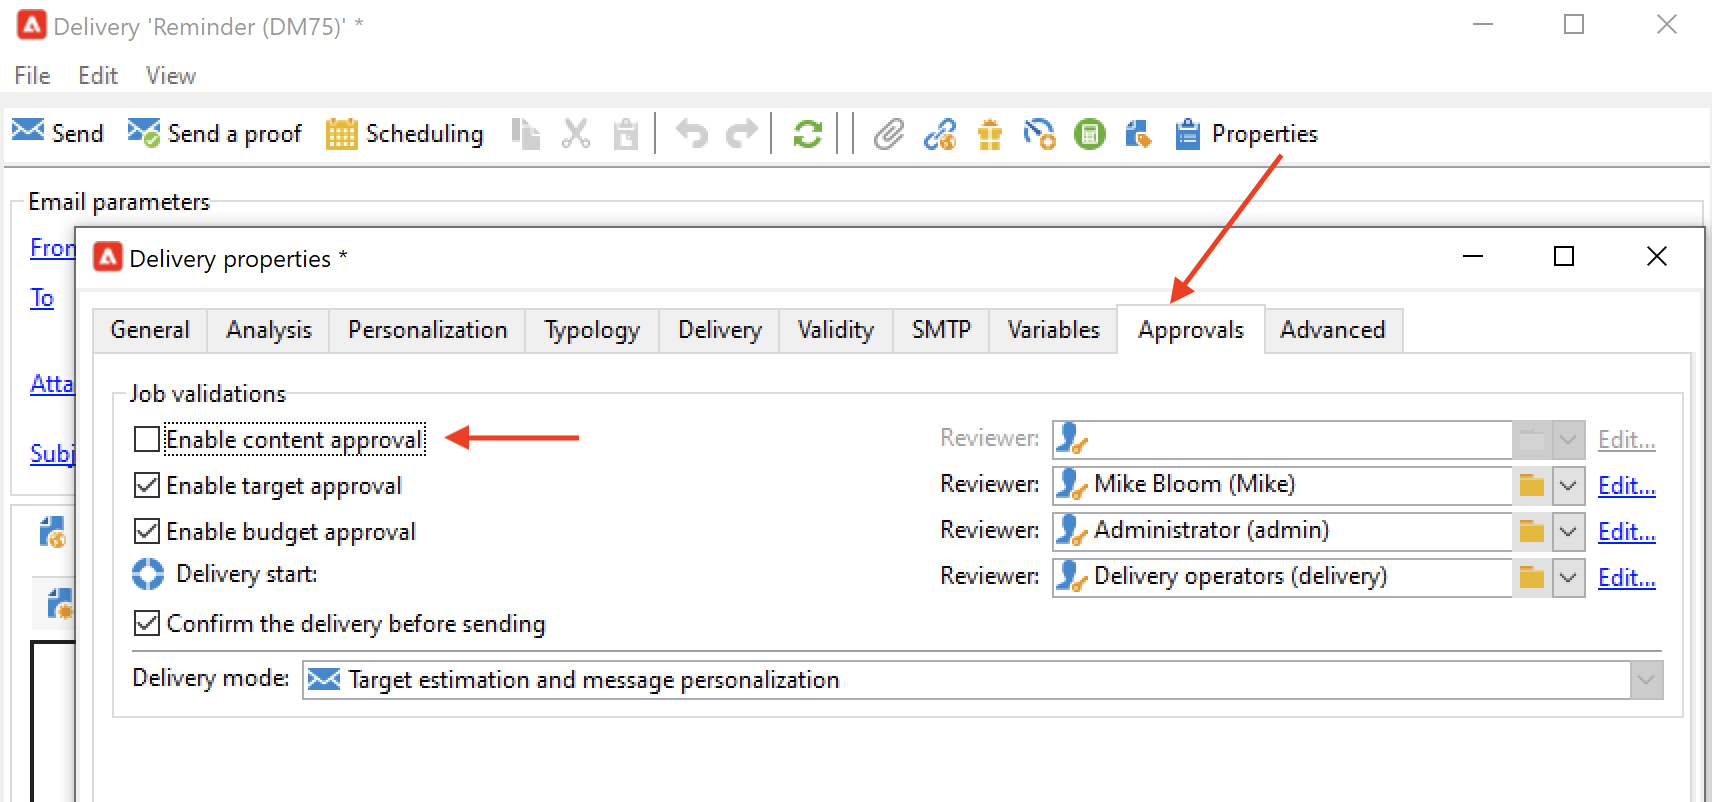 Delivery 'Reminder (DM75)' *
File Edit View
Send Send a proof Scheduling Properties
Email parameters
From
To
Atta
Subj
Delivery properties *
General Analysis Personalization Typology Delivery Validity SMTP Variables Approvals Advanced
Job validations
Enable content approval Reviewer: Edit...
Enable target approval Reviewer: Mike Bloom (Mike) Edit...
Enable budget approval Reviewer: Administrator (admin) Edit...
Delivery start: Reviewer: Delivery operators (delivery) Edit...
Confirm the delivery before sending
Delivery mode: Target estimation and message personalization